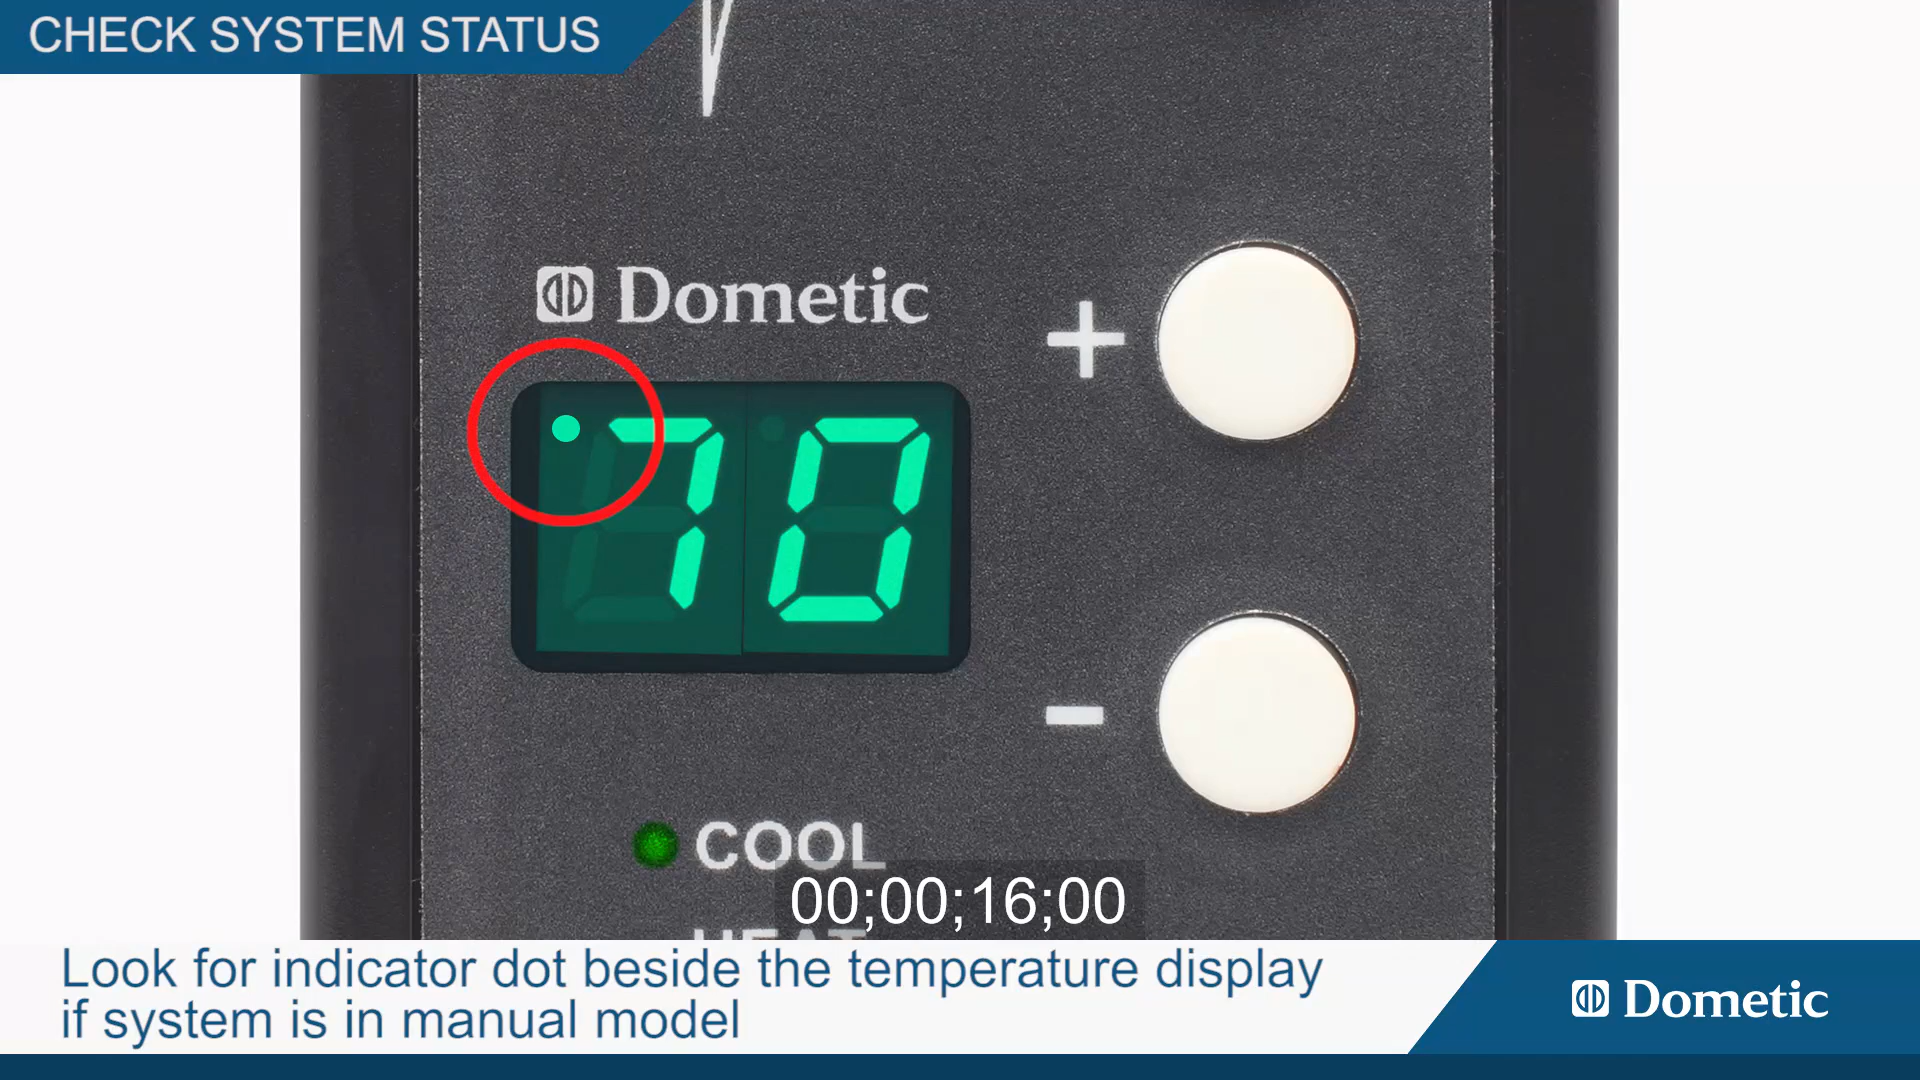 CHECK SYSTEM STATUS
Dometic
+
70
-
COOL
00;00;16;00
HEAT
Look for indicator dot beside the temperature display
if system is in manual model
Dometic